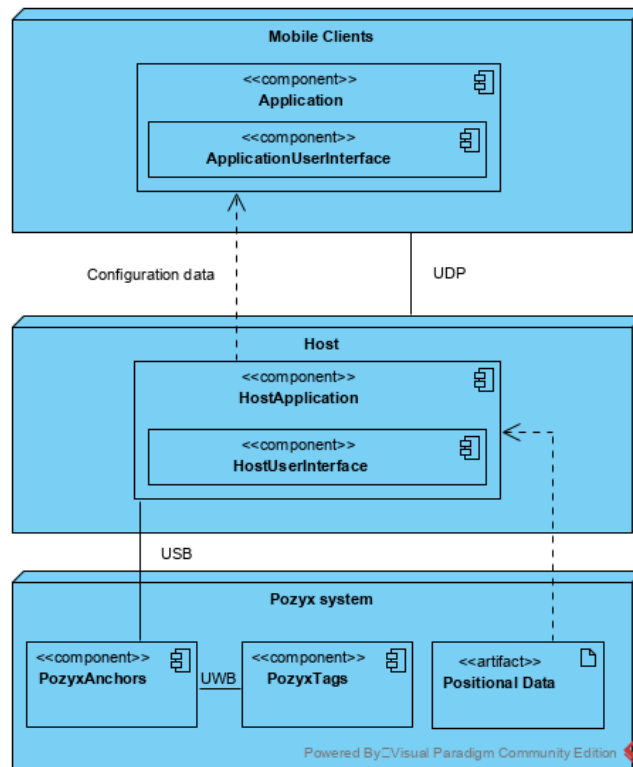 Mobile Clients
<<component>>
Application
<<component>>
ApplicationUserInterface
Configuration data
UDP
Host
<<component>>
HostApplication
<<component>>
HostUserInterface
USB
Pozyx system
<<component>>
PozyxAnchors
UWB
<<component>>
PozyxTags
<<artifact>>
Positional Data
Powered By□Visual Paradigm Community Edition